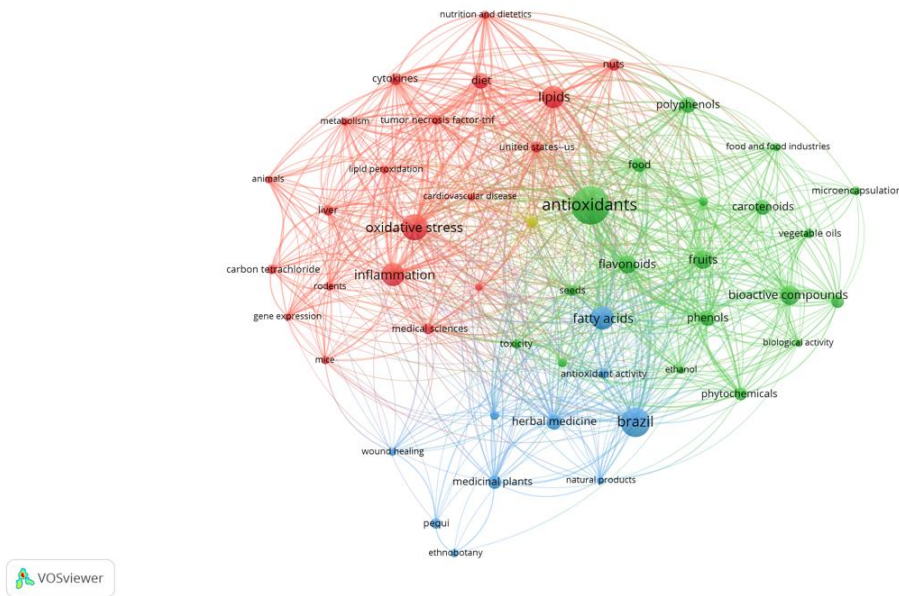 nutrition and dietetics
nuts
cytokines
diet
lipids
polyphenols
metabolism
tumor necrosis factor-tnf
united states--us
food and food industries
lipid peroxidation
food
animals
cardiovascular disease
microencapsulation
liver
antioxidants
carotenoids
oxidative stress
vegetable oils
carbon tetrachloride
inflammation
flavonoids
fruits
rodents
seeds
bioactive compounds
gene expression
medical sciences
fatty acids
phenols
toxicity
biological activity
mice
antioxidant activity
ethanol
phytochemicals
herbal medicine
brazil
wound healing
medicinal plants
natural products
pequi
ethnobotany
VOSviewer